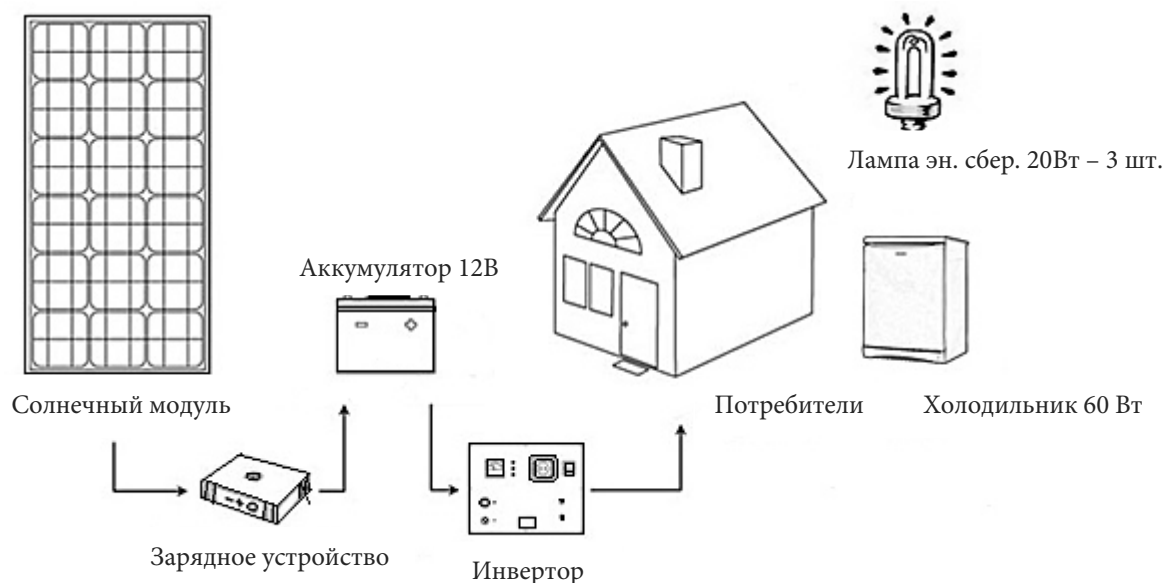 Лампа эн. сбер. 20Вт – 3 шт.
Аккумулятор 12В
Солнечный модуль
Потребители
Холодильник 60 Вт
Зарядное устройство
Инвертор